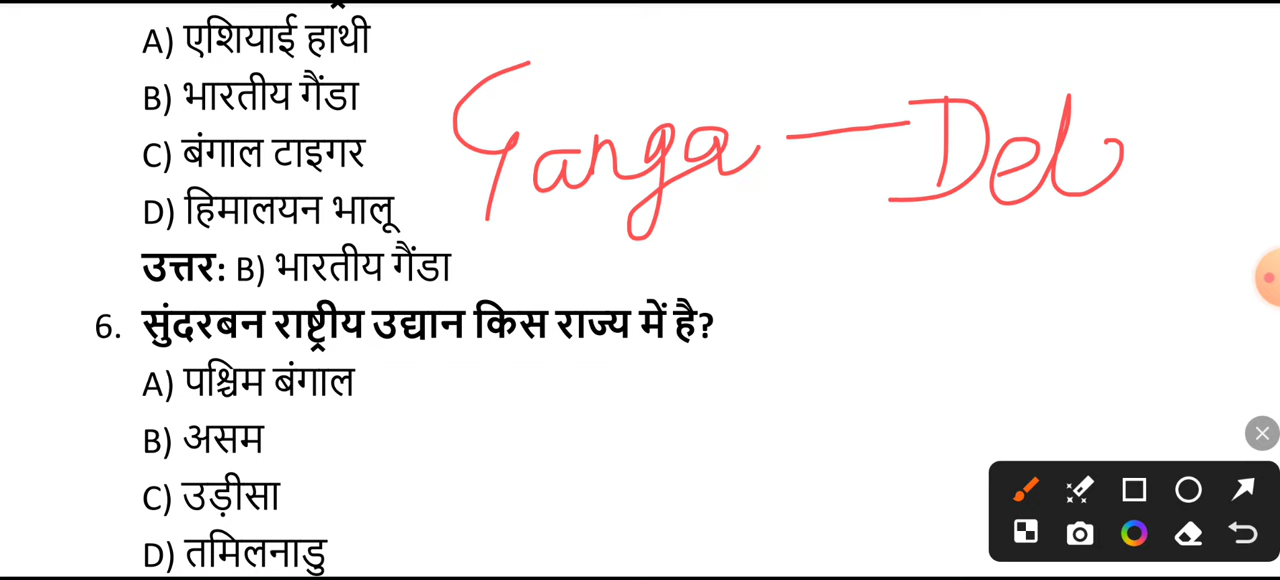 A) एशियाई हाथी
B) भारतीय गैंडा
C) बंगाल टाइगर
D) हिमालयन भालू
उत्तर: B) भारतीय गैंडा
Ganga — Del
6. सुंदरबन राष्ट्रीय उद्यान किस राज्य में है?
A) पश्चिम बंगाल
B) असम
C) उड़ीसा
D) तमिलनाडु